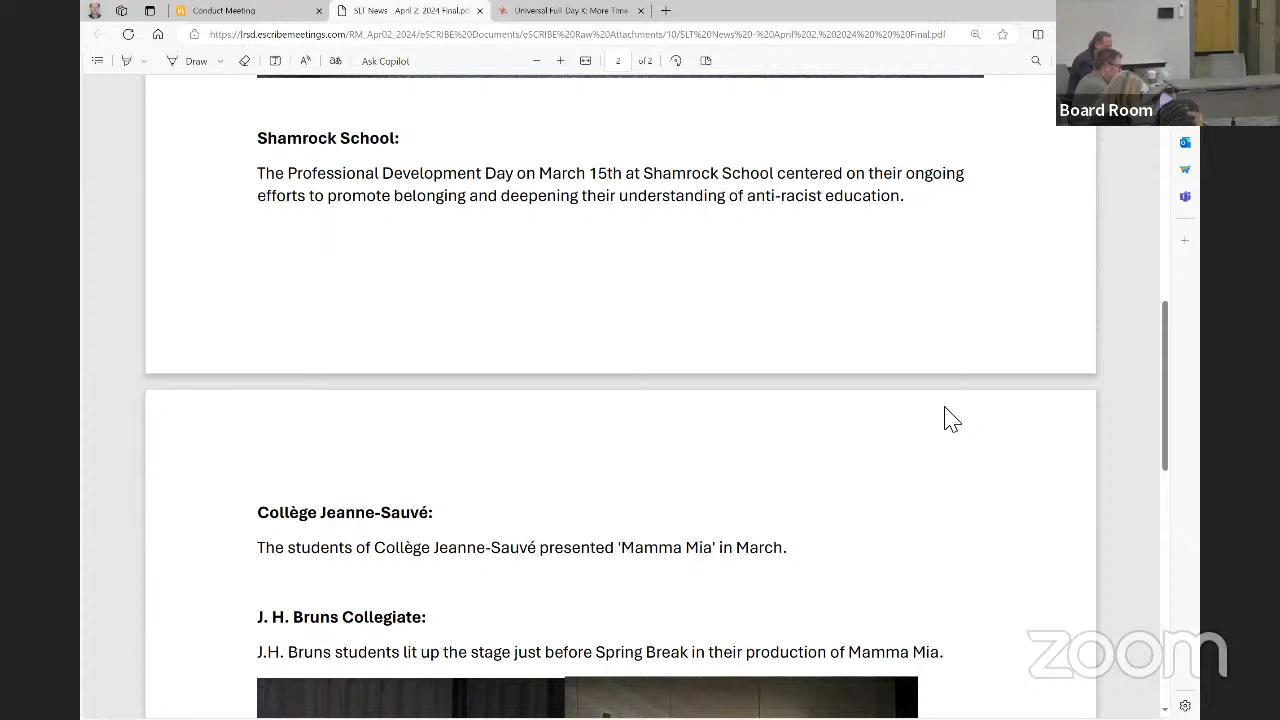 Conduct Meeting
SLT News _ April 2, 2024 Final.pd
Universal Full Day K: More Time
https://lrsd.escribemeetings.com/RM_Apr02_2024/eSCRIBE%20Documents/eSCRIBE%20Raw%20Attachments/10/SLT%20News%20-%20April%202,%202024%20%20%20Final.pdf
Draw
Ask Copilot
2 of 2
Board Room
Shamrock School:
The Professional Development Day on March 15th at Shamrock School centered on their ongoing
efforts to promote belonging and deepening their understanding of anti-racist education.
Collège Jeanne-Sauvé:
The students of Collège Jeanne-Sauvé presented 'Mamma Mia' in March.
J. H. Bruns Collegiate:
J.H. Bruns students lit up the stage just before Spring Break in their production of Mamma Mia.
zoom